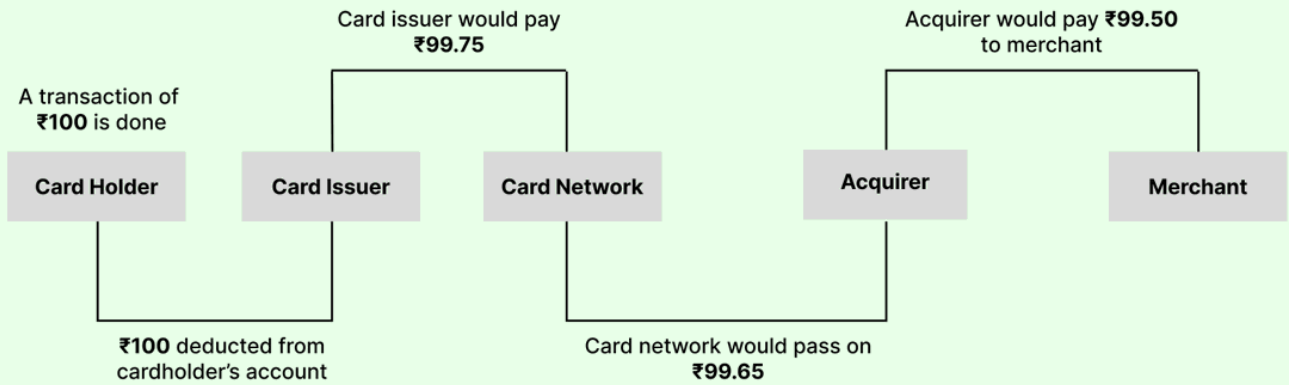 Card issuer would pay
₹99.75
Acquirer would pay ₹99.50
to merchant
A transaction of
₹100 is done
Card Holder
Card Issuer
Card Network
Acquirer
Merchant
₹100 deducted from
cardholder’s account
Card network would pass on
₹99.65